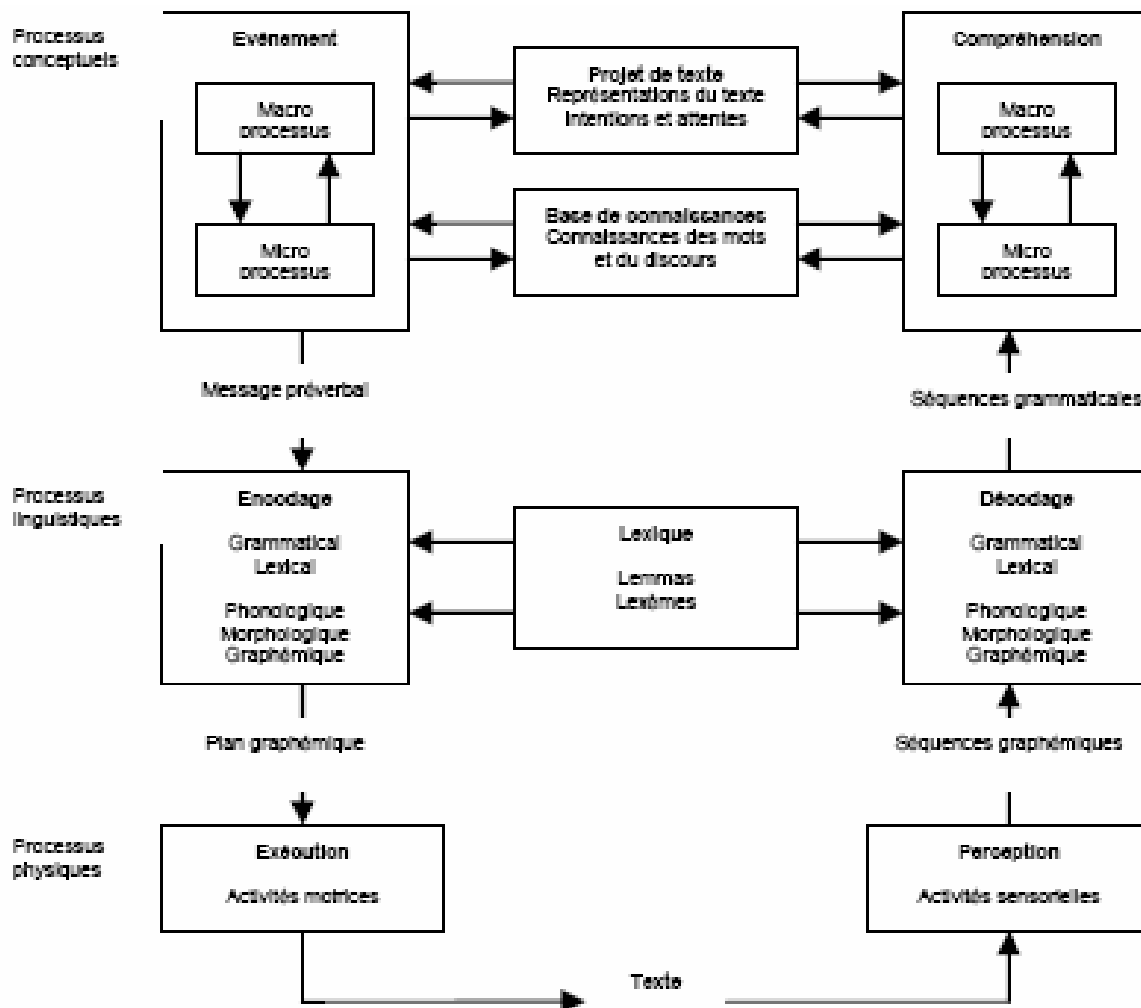 Processus
conceptuels
Evénement
Macro
processus
Micro
processus
Projet de texte
Représentations du texte
Intentions et attentes
Base de connaissances
Connaissances des mots
et du discours
Compréhension
Macro
processus
Micro
processus
Message préverbal
Séquences grammaticales
Processus
linguistiques
Encodage
Grammatical
Lexical
Phonologique
Morphologique
Graphémique
Lexique
Lemmas
Lexèmes
Décodage
Grammatical
Lexical
Phonologique
Morphologique
Graphémique
Plan graphémique
Séquences graphémiques
Processus
physiques
Exécution
Activités motrices
Perception
Activités sensorielles
Texte